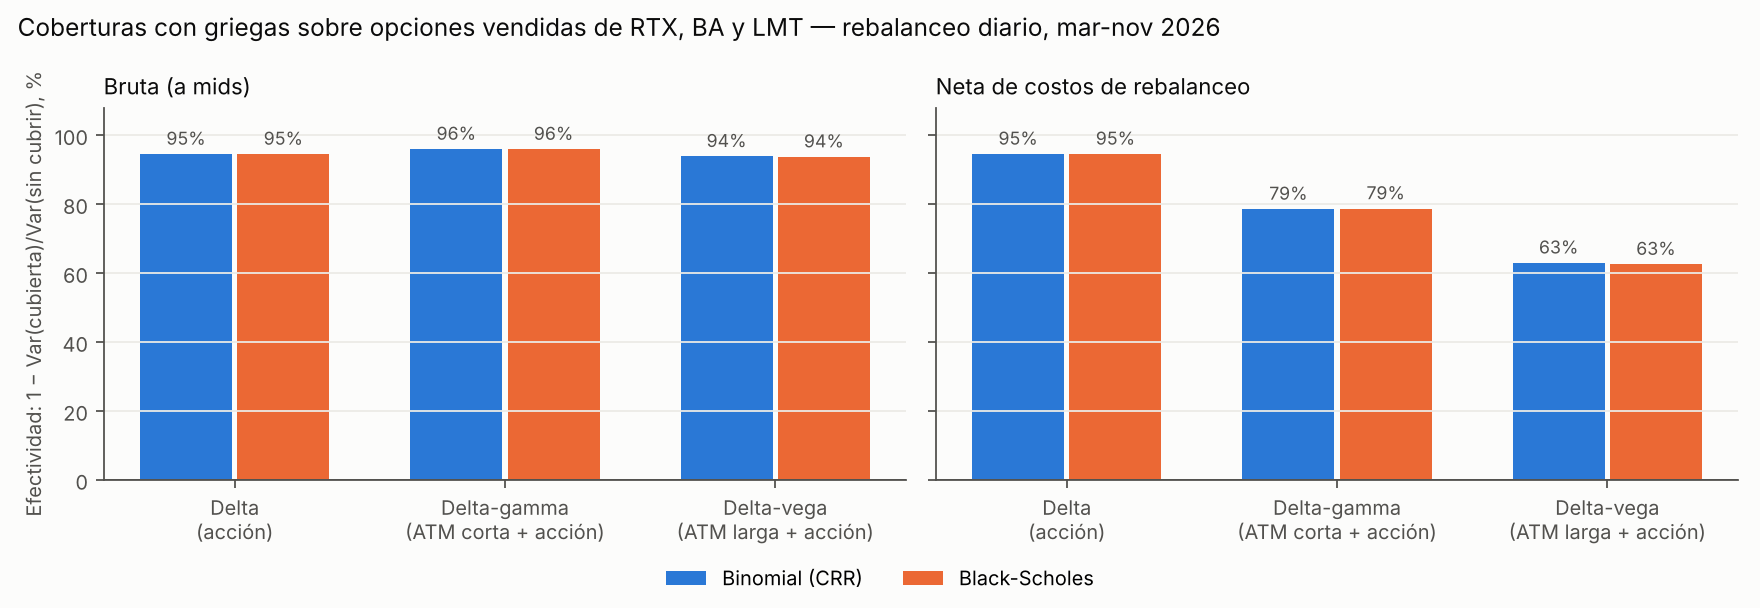 Coberturas con griegas sobre opciones vendidas de RTX, BA y LMT — rebalanceo diario, mar-nov 2026
Efectividad: 1 − Var(cubierta)/Var(sin cubrir), %
Bruta (a mids)
100
80
60
40
20
0
95%
95%
96%
96%
94%
94%
Delta
(acción)
Delta-gamma
(ATM corta + acción)
Delta-vega
(ATM larga + acción)
Neta de costos de rebalanceo
95%
95%
79%
79%
63%
63%
Delta
(acción)
Delta-gamma
(ATM corta + acción)
Delta-vega
(ATM larga + acción)
Binomial (CRR)
Black-Scholes